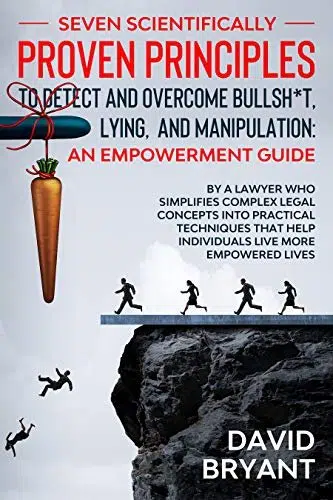 SEVEN SCIENTIFICALLY
PROVEN PRINCIPLES
TO DETECT AND OVERCOME BULLSH*T,
LYING, AND MANIPULATION:
AN EMPOWERMENT GUIDE
BY A LAWYER WHO
SIMPLIFIES COMPLEX LEGAL
CONCEPTS INTO PRACTICAL
TECHNIQUES THAT HELP
INDIVIDUALS LIVE MORE
EMPOWERED LIVES
DAVID
BRYANT